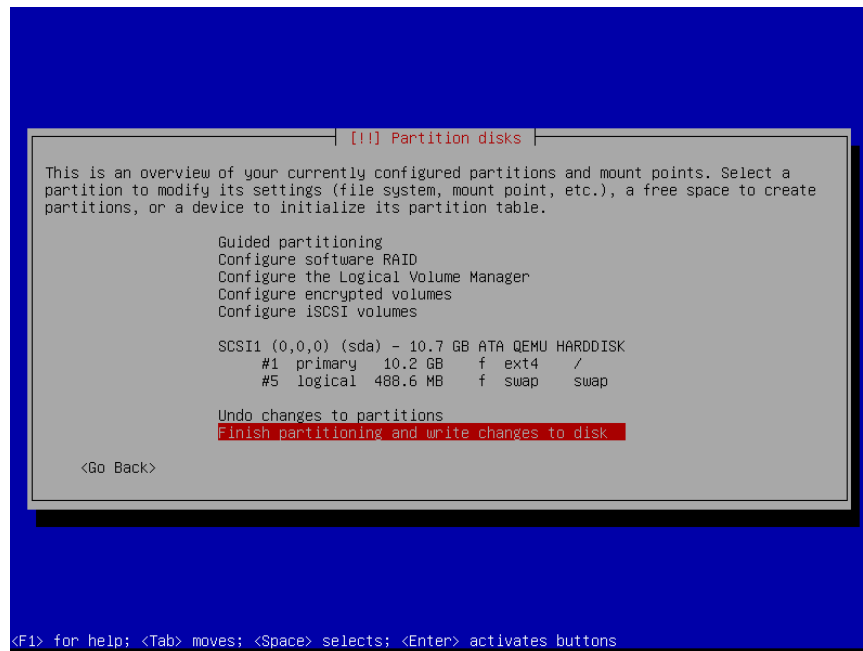 [!!] Partition disks
This is an overview of your currently configured partitions and mount points. Select a
partition to modify its settings (file system, mount point, etc.), a free space to create
partitions, or a device to initialize its partition table.
Guided partitioning
Configure software RAID
Configure the Logical Volume Manager
Configure encrypted volumes
Configure iSCSI volumes
SCSI1 (0,0,0) (sda) - 10.7 GB ATA QEMU HARDDISK
#1 primary 10.2 GB f ext4 /
#5 logical 488.6 MB f swap swap
Undo changes to partitions
Finish partitioning and write changes to disk
<Go Back>
<F1> for help; <Tab> moves; <Space> selects; <Enter> activates buttons